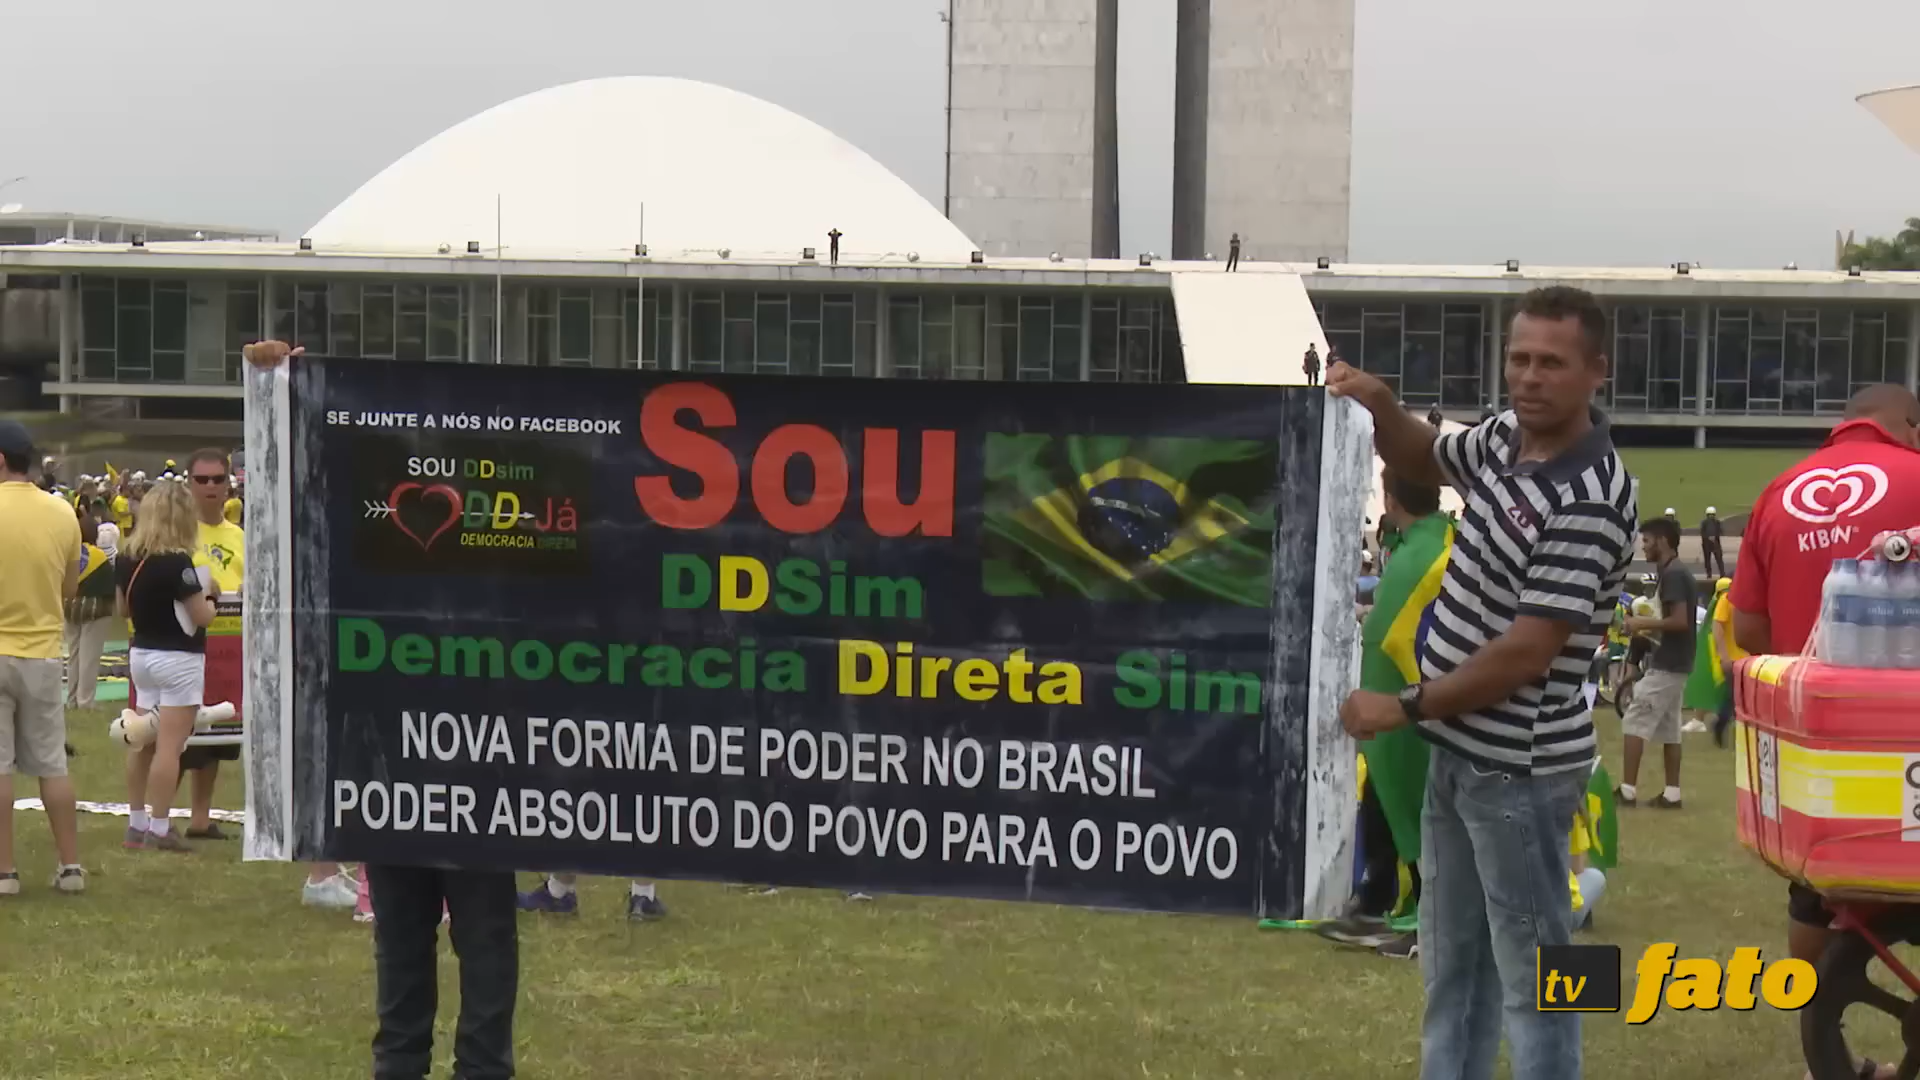 SE JUNTE A NÓS NO FACEBOOK
SOU DDsim
DD-Já
DEMOCRACIA DIRETA
Sou
DDSim
Democracia Direta Sim
NOVA FORMA DE PODER NO BRASIL
PODER ABSOLUTO DO POVO PARA O POVO
KIBON
tv fato